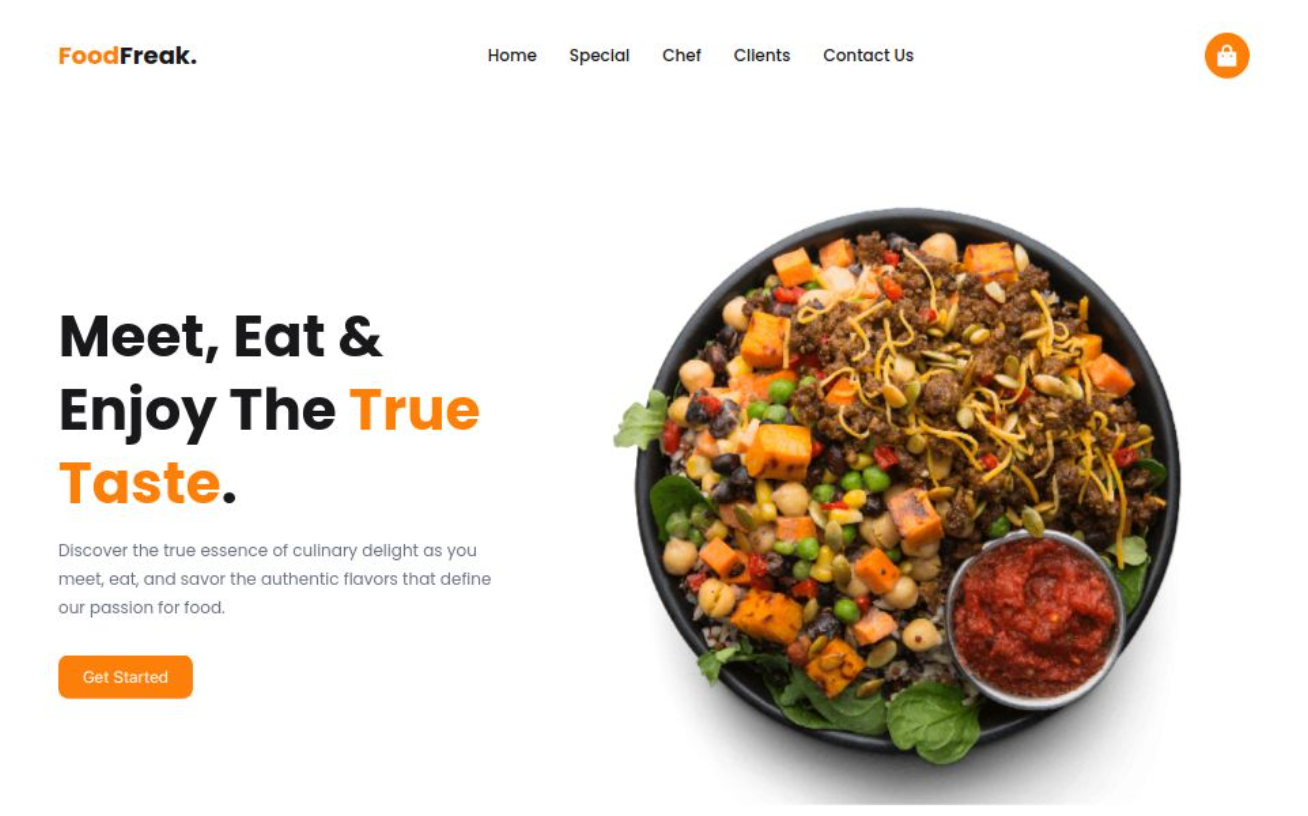 FoodFreak.
Home Special Chef Clients Contact Us
Meet, Eat &
Enjoy The True
Taste.
Discover the true essence of culinary delight as you
meet, eat, and savor the authentic flavors that define
our passion for food.
Get Started